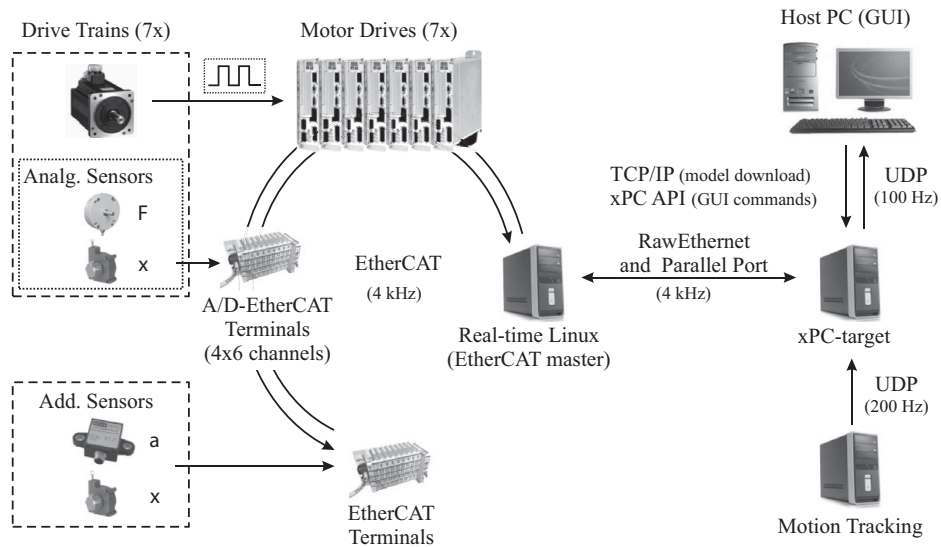 Drive Trains (7x)
Motor Drives (7x)
Host PC (GUI)
Analg. Sensors
F
x
TCP/IP (model download)
xPC API (GUI commands)
UDP
(100 Hz)
A/D-EtherCAT
Terminals
(4x6 channels)
EtherCAT
(4 kHz)
RawEthernet
and Parallel Port
(4 kHz)
Real-time Linux
(EtherCAT master)
xPC-target
Add. Sensors
a
x
UDP
(200 Hz)
EtherCAT
Terminals
Motion Tracking